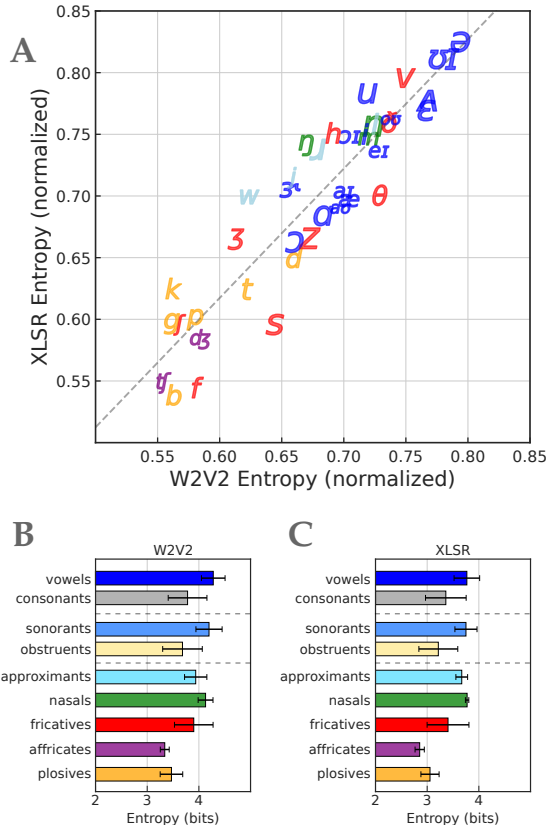 A
0.85
0.80
0.75
0.70
0.65
0.60
0.55
XLSR Entropy (normalized)
ə
ʊ ɪ
v
u
ʌ
ɛ
ŋ h ɔɪ i n ð oʊ
ɹ eɪ
j
w ɝ aɪ æ θ
aʊ
ɑ
ʒ ɔ z
d
k t
g ʃ p s
ʤ
ʧ b f
0.55 0.60 0.65 0.70 0.75 0.80 0.85
W2V2 Entropy (normalized)
B
W2V2
vowels
consonants
sonorants
obstruents
approximants
nasals
fricatives
affricates
plosives
2 3 4
Entropy (bits)
C
XLSR
vowels
consonants
sonorants
obstruents
approximants
nasals
fricatives
affricates
plosives
2 3 4
Entropy (bits)